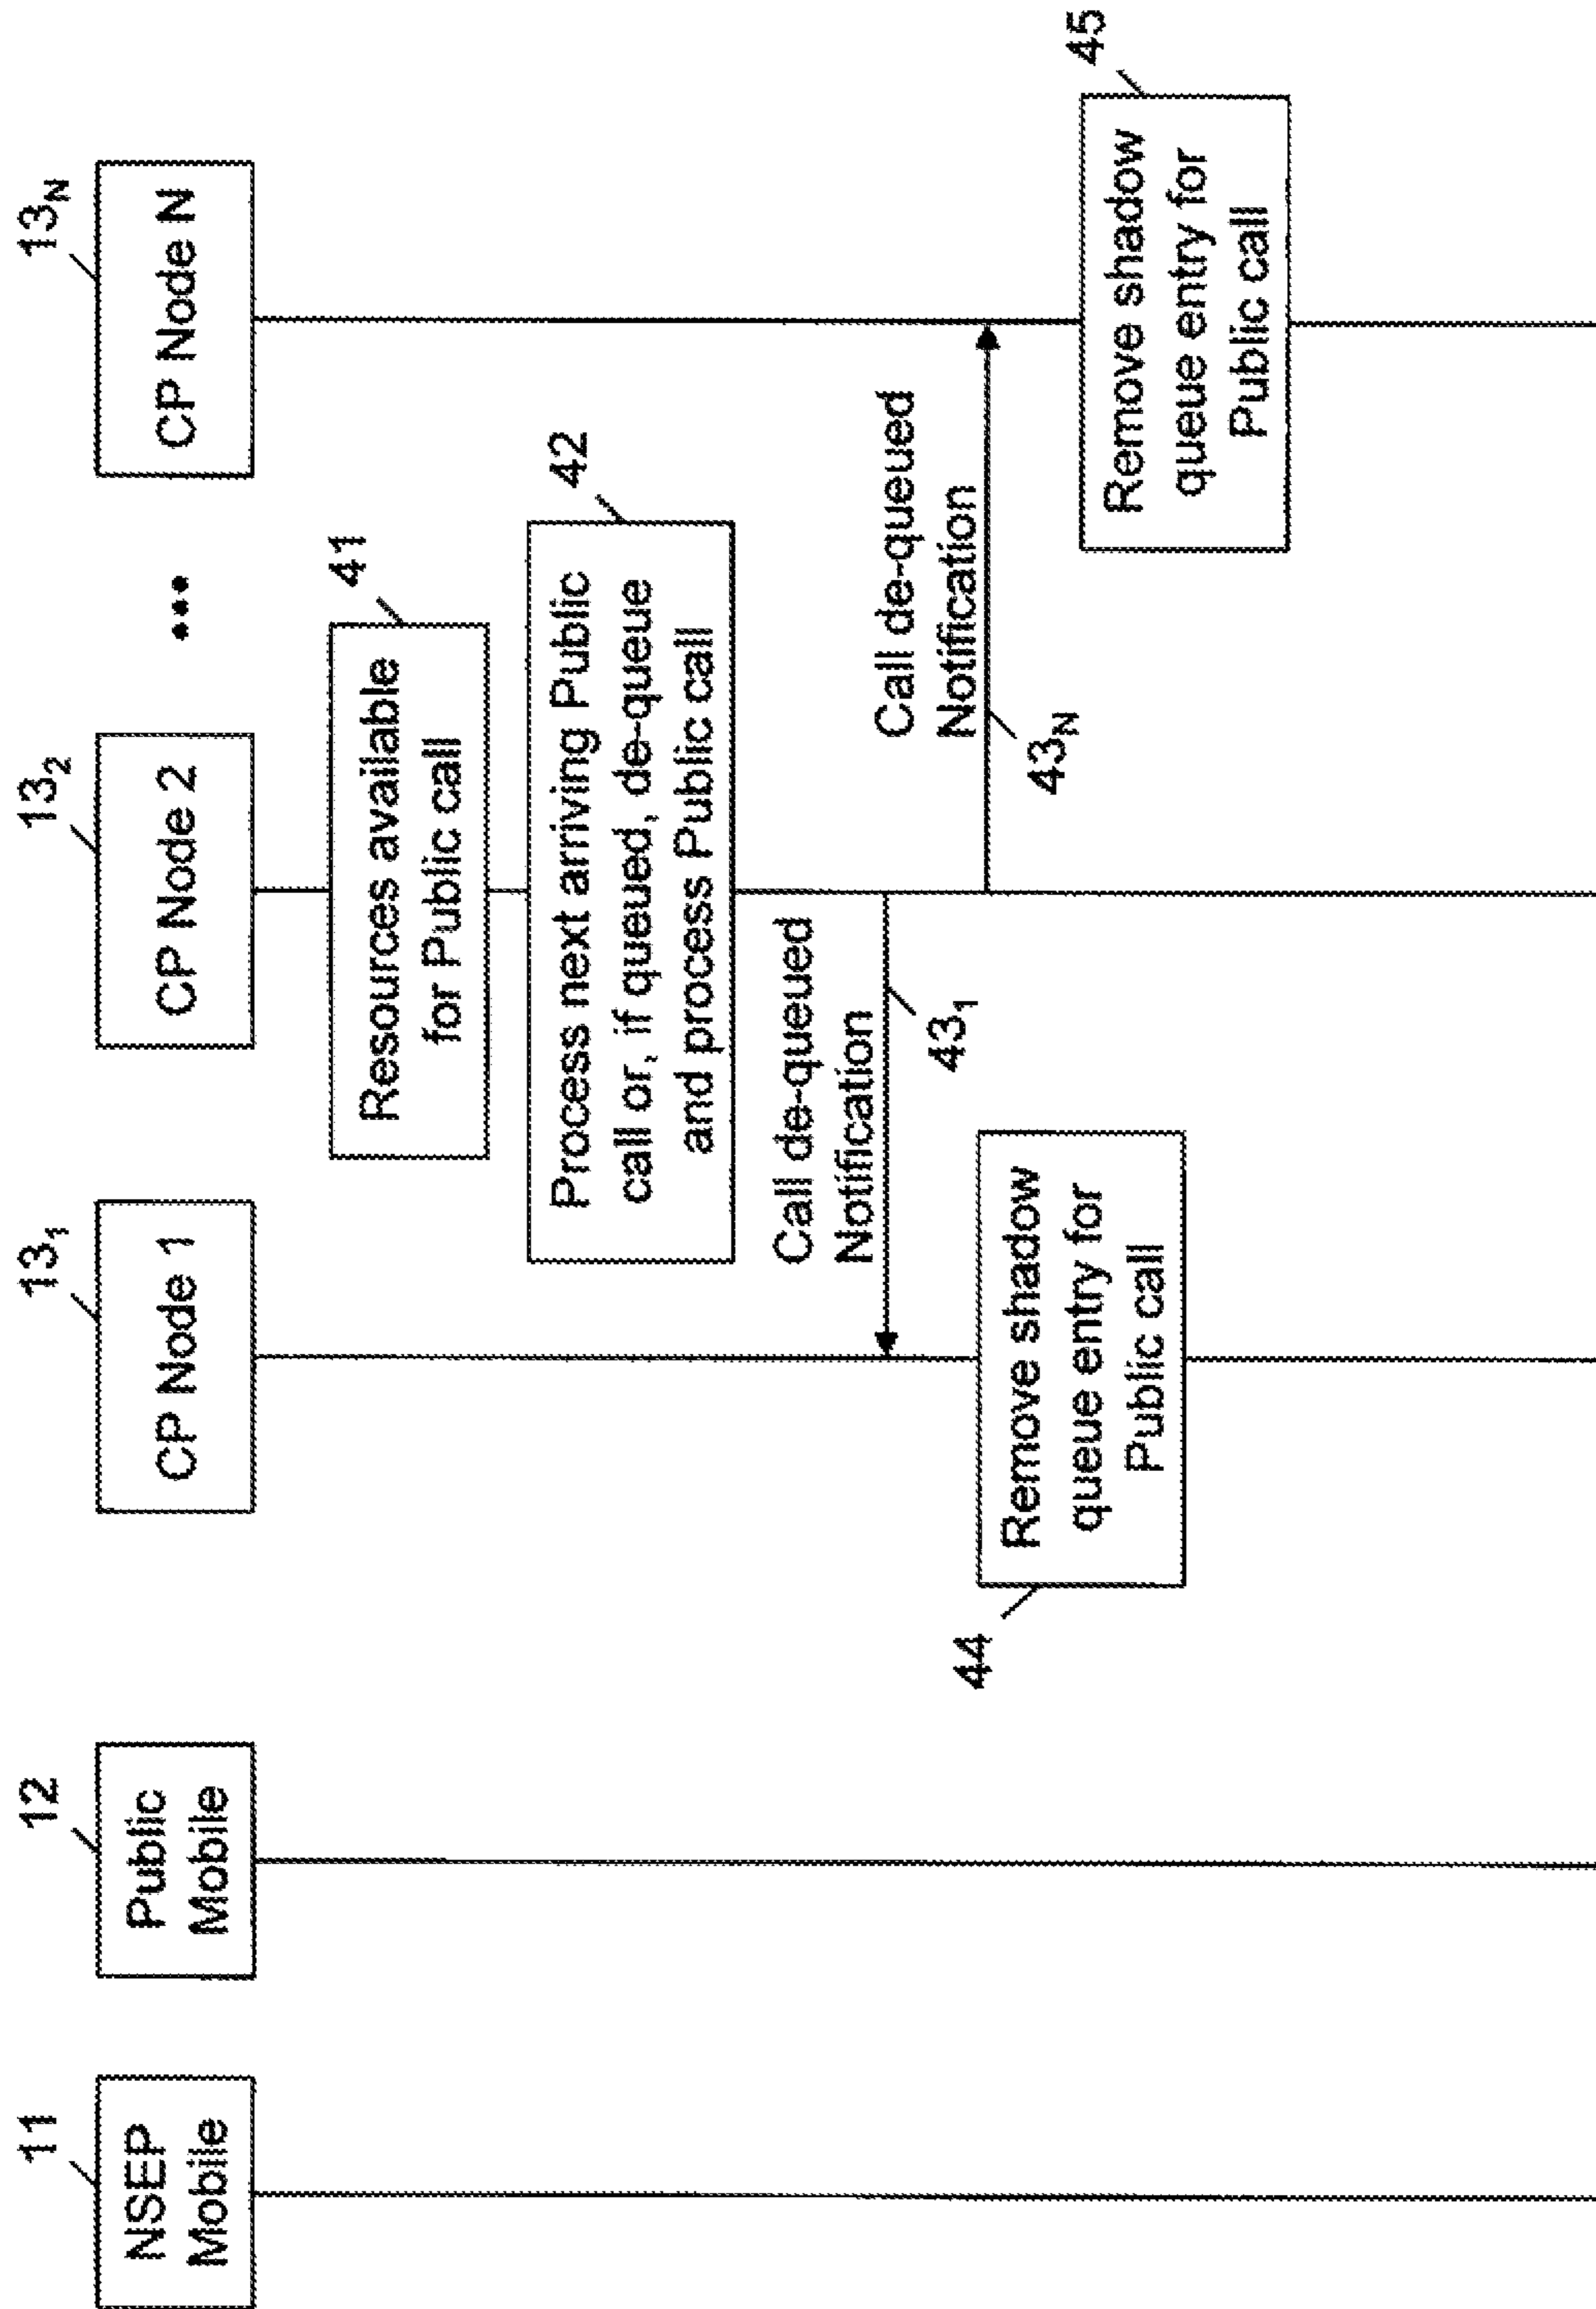 11
12
13₁
13₂
13N
NSEP
Mobile
Public
Mobile
CP Node 1
CP Node 2
•••
CP Node N
41
Resources available
for Public call
42
Process next arriving Public
call or, if queued, de-queue
and process Public call
Call de-queued
Notification
43₁
Call de-queued
Notification
43N
44
Remove shadow
queue entry for
Public call
45
Remove shadow
queue entry for
Public call